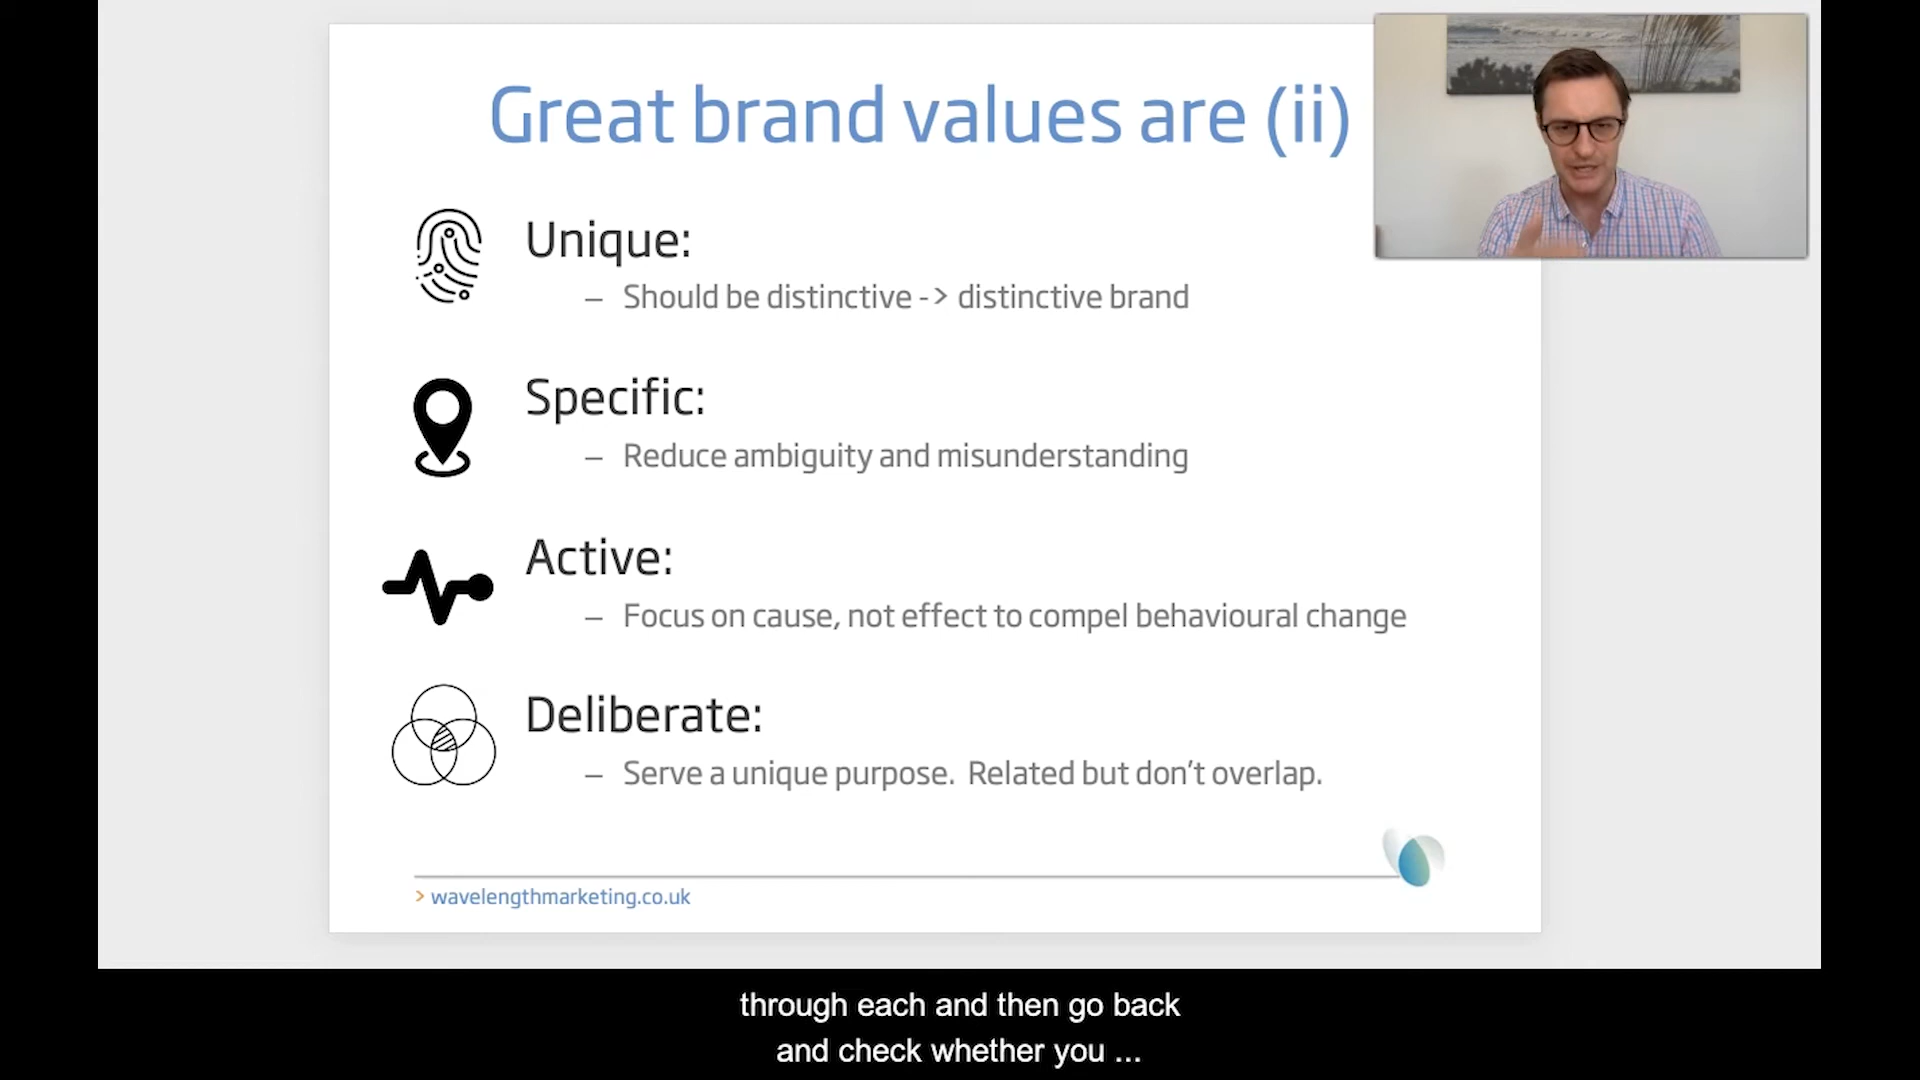 Great brand values are (ii)
Unique:
– Should be distinctive -> distinctive brand
Specific:
– Reduce ambiguity and misunderstanding
Active:
– Focus on cause, not effect to compel behavioural change
Deliberate:
– Serve a unique purpose.  Related but don't overlap.
> wavelengthmarketing.co.uk
through each and then go back
and check whether you ...